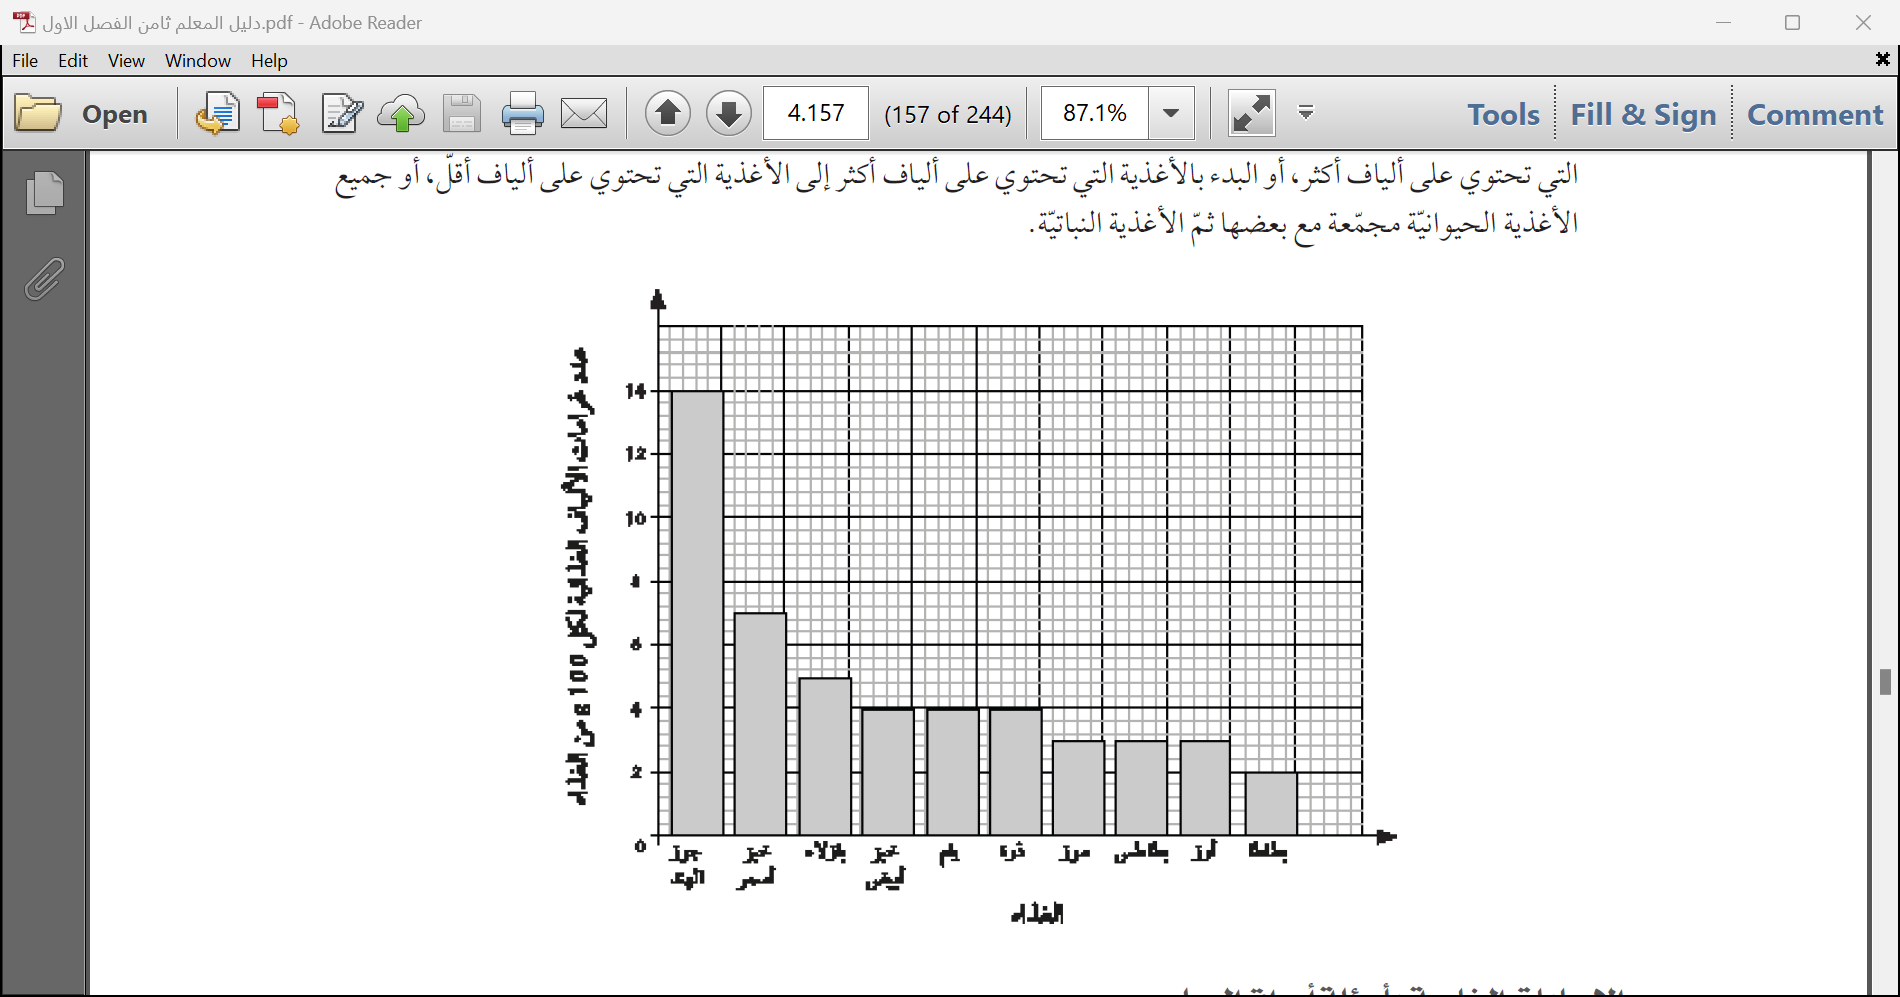 دليل المعلم ثامن الفصل الاول.pdf - Adobe Reader
File Edit View Window Help
Open 4.157 (157 of 244) 87.1% Tools Fill & Sign Comment
التي تحتوي على ألياف أكثر، أو البدء بالأغذية التي تحتوي على ألياف أكثر إلى الأغذية التي تحتوي على ألياف أقلّ، أو جميع
الأغذية الحيوانيّة مجمّعة مع بعضها ثمّ الأغذية النباتيّة.
عدد غرامات الألياف الغذائية لكل 100 g من الغذاء
14
12
10
8
6
4
2
0
جوز الهند
خبز أسمر
بازلاء
خبز أبيض
يام
ذرة
موز
بطاطس
أرز
الغذاء